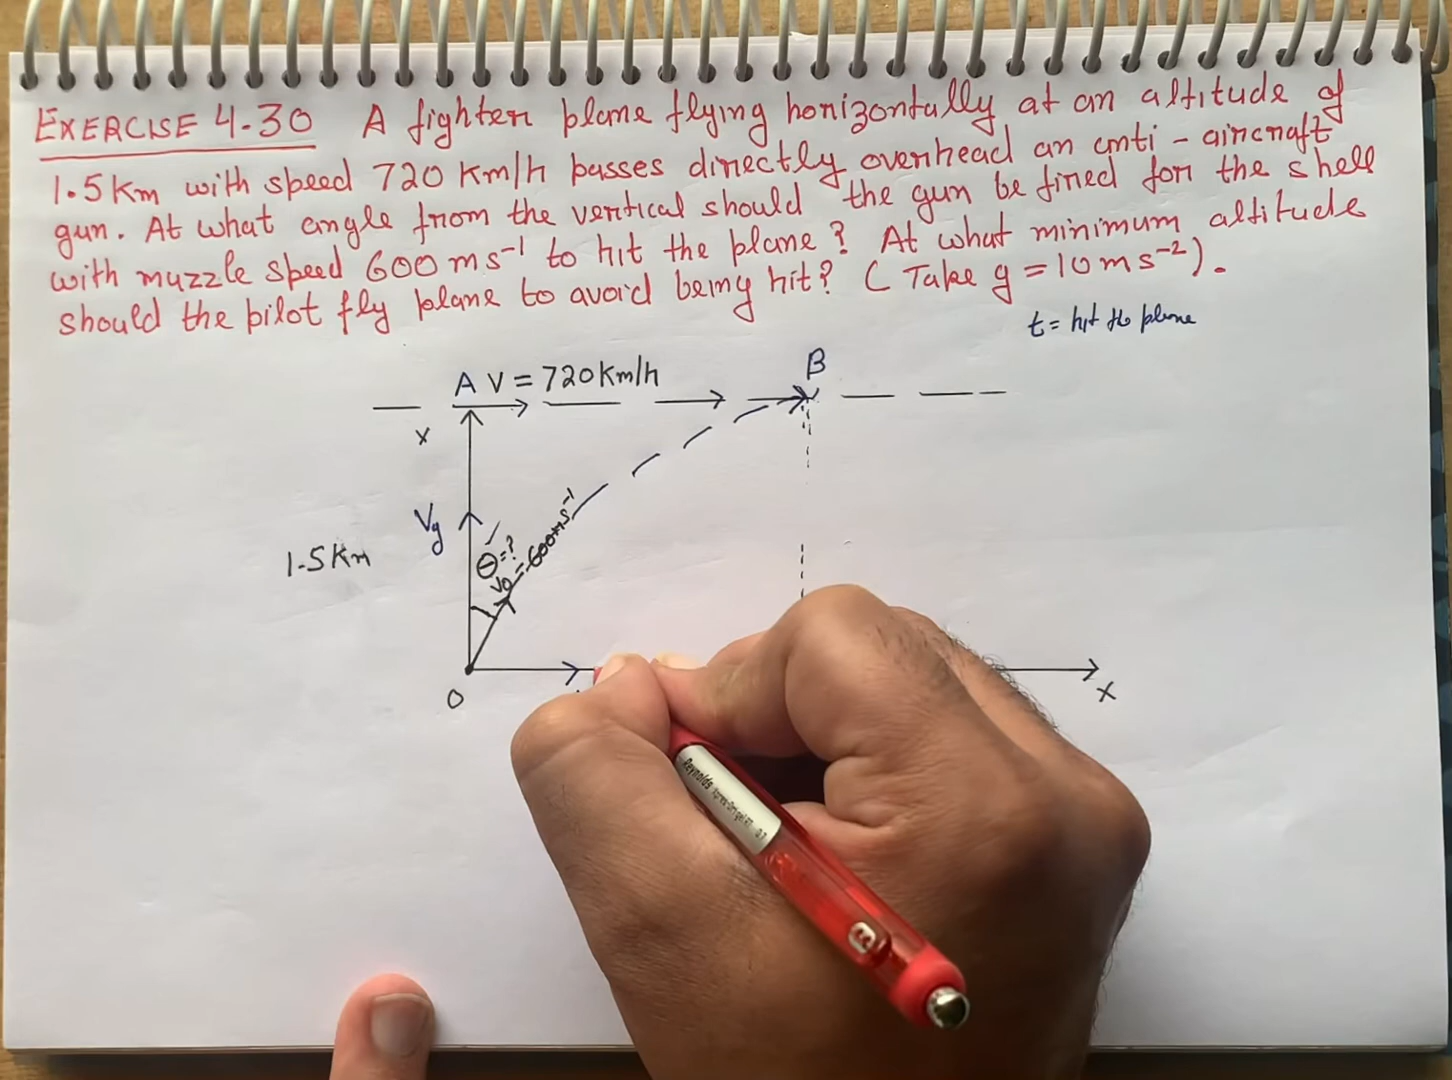 EXERCISE 4.30 A fighter plane flying horizontally at an altitude of
1.5 km with speed 720 km/h passes directly overhead an anti-aircraft
gun. At what angle from the vertical should the gun be fired for the shell
with muzzle speed 600 ms⁻¹ to hit the plane? At what minimum altitude
should the pilot fly plane to avoid being hit? (Take g = 10 ms⁻²).
t = hit the plane
A V = 720 Km/h B
x
Vy
θ=?
v₀ = 600ms⁻¹
1.5 Km
O
X
Reynolds